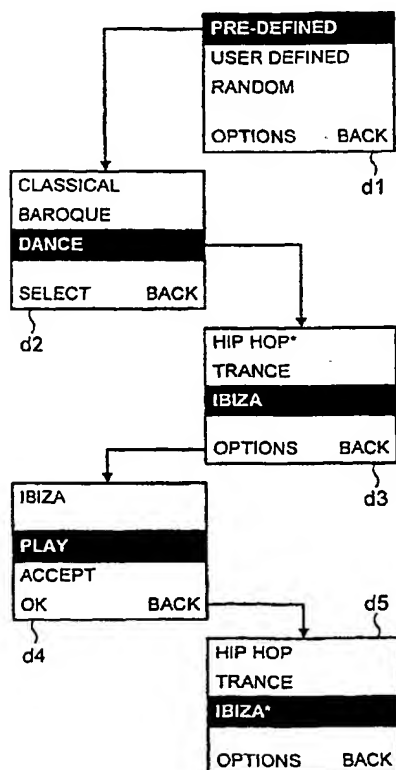 PRE-DEFINED
USER DEFINED
RANDOM
OPTIONS BACK
d1
CLASSICAL
BAROQUE
DANCE
SELECT BACK
d2
HIP HOP*
TRANCE
IBIZA
OPTIONS BACK
d3
IBIZA
PLAY
ACCEPT
OK BACK
d4
d5
HIP HOP
TRANCE
IBIZA*
OPTIONS BACK